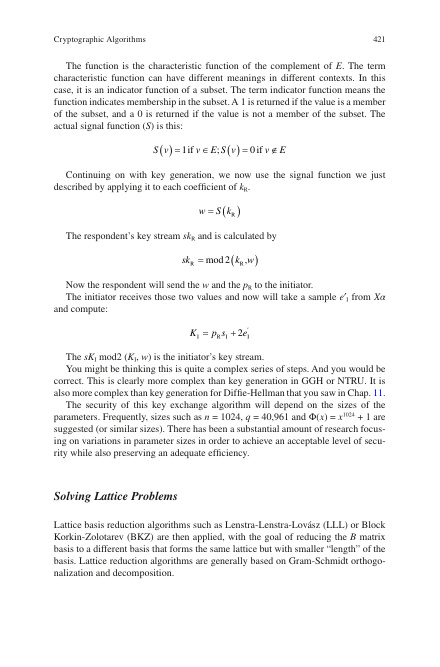 Cryptographic Algorithms 421
The function is the characteristic function of the complement of E. The term
characteristic function can have different meanings in different contexts. In this
case, it is an indicator function of a subset. The term indicator function means the
function indicates membership in the subset. A 1 is returned if the value is a member
of the subset, and a 0 is returned if the value is not a member of the subset. The
actual signal function (S) is this:
S(v) = 1 if v ∈ E; S(v) = 0 if v ∉ E
Continuing on with key generation, we now use the signal function we just
described by applying it to each coefficient of k_R.
w = S(k_R)
The respondent's key stream sk_R and is calculated by
sk_R = mod 2(k_R, w)
Now the respondent will send the w and the p_R to the initiator.
The initiator receives those two values and now will take a sample e′_I from Xα
and compute:
K_I = p_R s_I + 2e′_I
The sK_I mod2 (K_I, w) is the initiator's key stream.
You might be thinking this is quite a complex series of steps. And you would be
correct. This is clearly more complex than key generation in GGH or NTRU. It is
also more complex than key generation for Diffie-Hellman that you saw in Chap. 11.
The security of this key exchange algorithm will depend on the sizes of the
parameters. Frequently, sizes such as n = 1024, q = 40,961 and Φ(x) = x^1024 + 1 are
suggested (or similar sizes). There has been a substantial amount of research focus-
ing on variations in parameter sizes in order to achieve an acceptable level of secu-
rity while also preserving an adequate efficiency.
Solving Lattice Problems
Lattice basis reduction algorithms such as Lenstra-Lenstra-Lovász (LLL) or Block
Korkin-Zolotarev (BKZ) are then applied, with the goal of reducing the B matrix
basis to a different basis that forms the same lattice but with smaller “length” of the
basis. Lattice reduction algorithms are generally based on Gram-Schmidt orthogo-
nalization and decomposition.